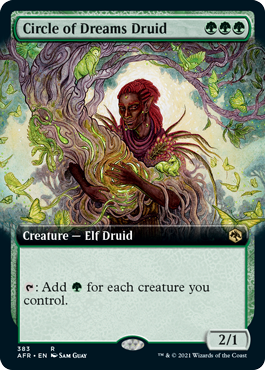 Circle of Dreams Druid
Creature — Elf Druid
: Add for each creature you
control.
2/1
383 R
AFR • EN Sam Guay
™ & © 2021 Wizards of the Coast